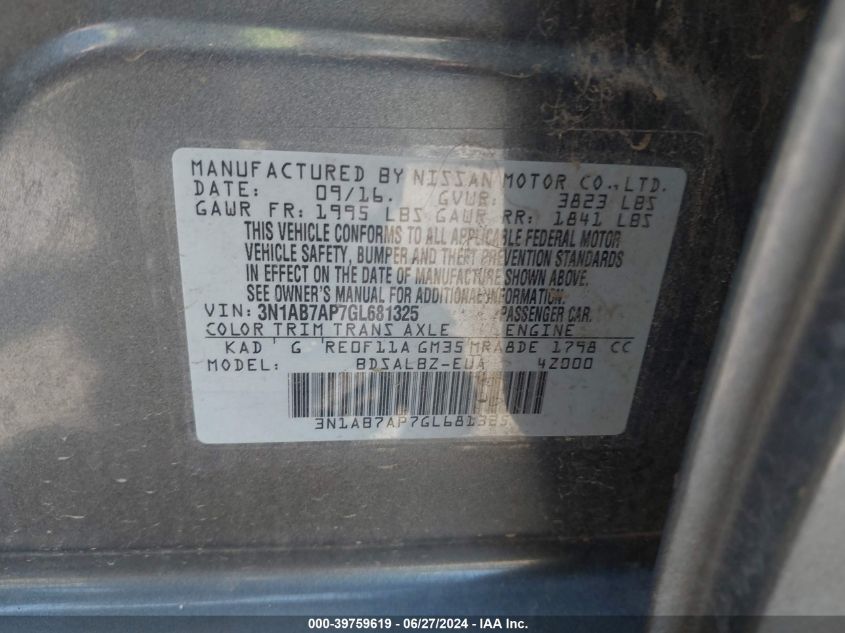 MANUFACTURED BY NISSAN MOTOR CO., LTD.
DATE: 09/16. GVWR: 3823 LBS
GAWR FR: 1995 LBS GAWR RR: 1841 LBS
THIS VEHICLE CONFORMS TO ALL APPLICABLE FEDERAL MOTOR
VEHICLE SAFETY, BUMPER AND THEFT PREVENTION STANDARDS
IN EFFECT ON THE DATE OF MANUFACTURE SHOWN ABOVE.
SEE OWNER'S MANUAL FOR ADDITIONAL INFORMATION.
VIN: 3N1AB7AP7GL681325 PASSENGER CAR.
COLOR TRIM TRANS AXLE ENGINE
KAD G RE0F11A GM35 MRA8DE 1798 CC
MODEL: BDSALBZ-EUA 4Z000
3N1AB7AP7GL681325
000-39759619 - 06/27/2024 - IAA Inc.